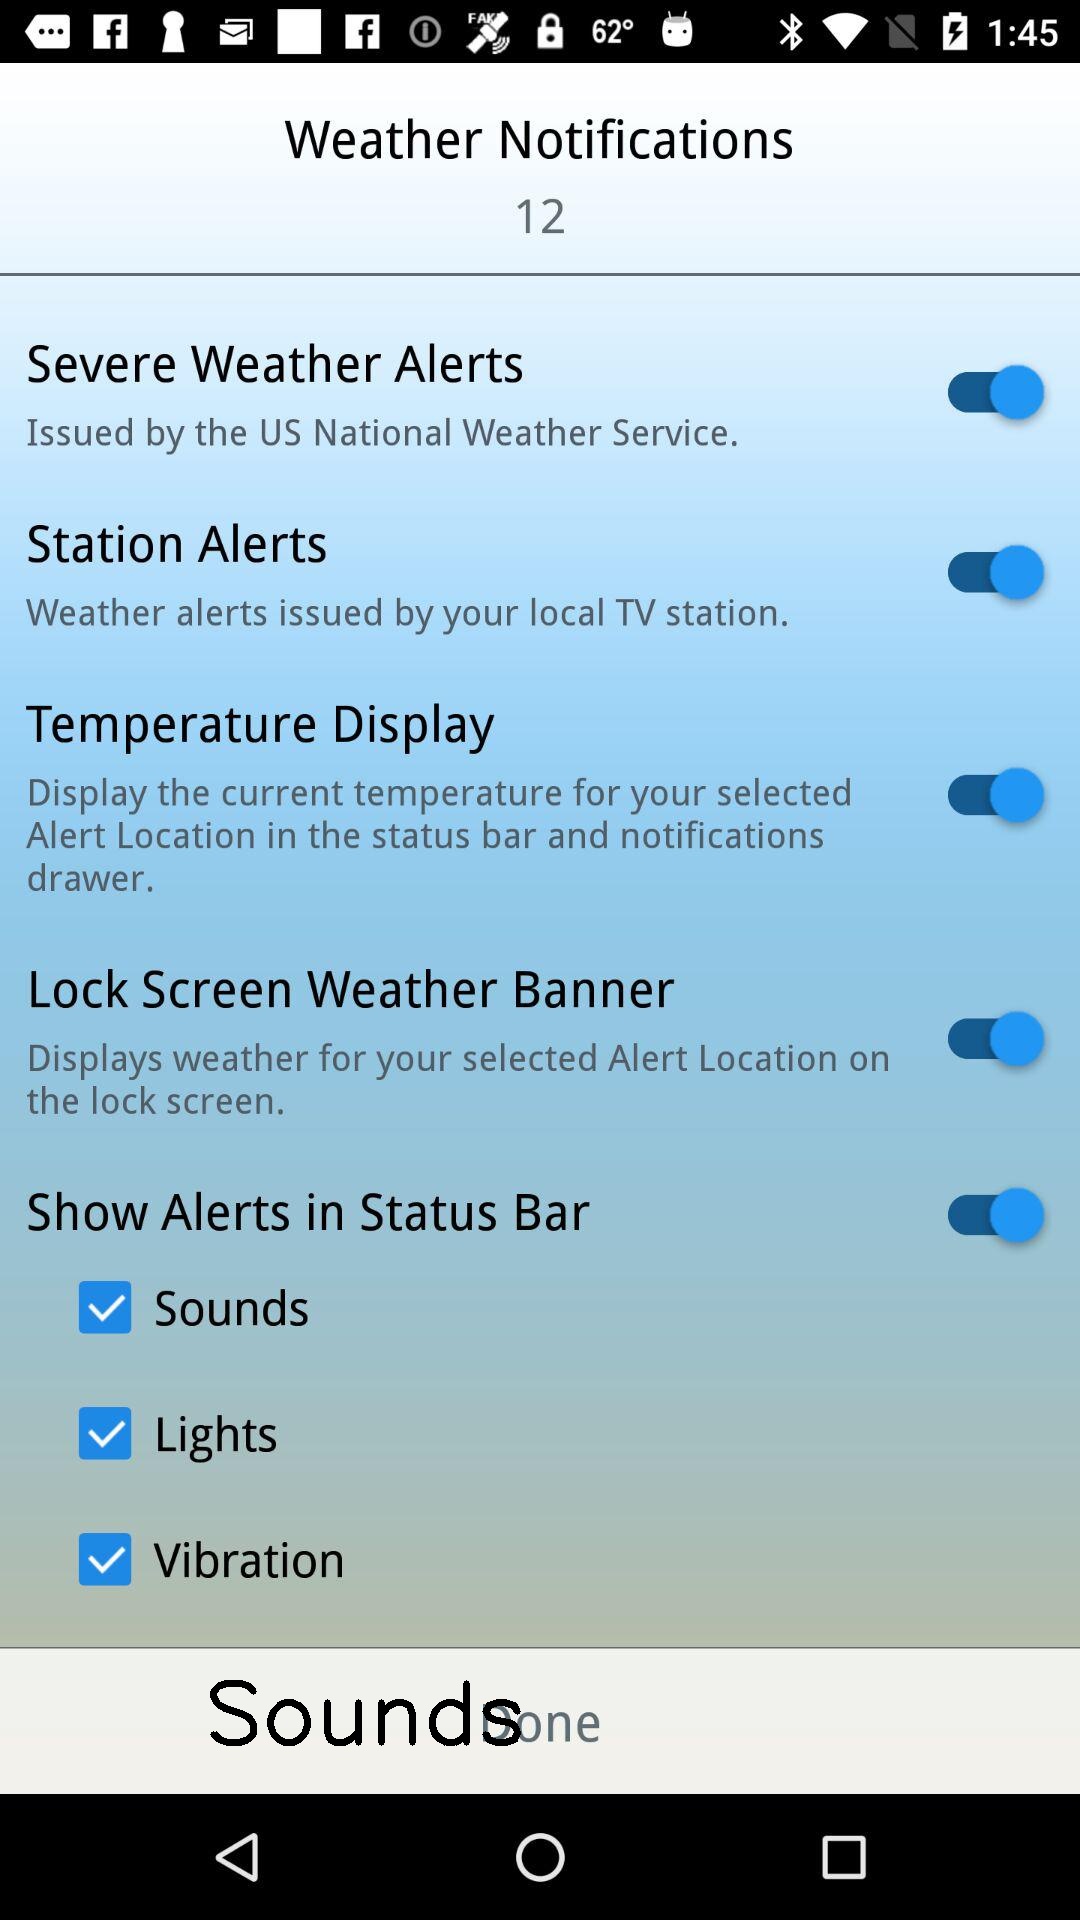 FAKE 62° 1:45
Weather Notifications
12
Severe Weather Alerts
Issued by the US National Weather Service.
Station Alerts
Weather alerts issued by your local TV station.
Temperature Display
Display the current temperature for your selected
Alert Location in the status bar and notifications
drawer.
Lock Screen Weather Banner
Displays weather for your selected Alert Location on
the lock screen.
Show Alerts in Status Bar
Sounds
Lights
Vibration
Sounds
Done